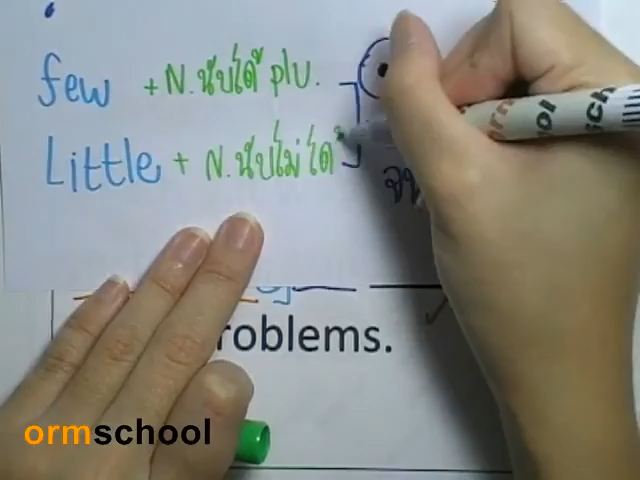 few + N. นับได้ plu.
Little + N. นับไม่ได้
roblems.
ormschool